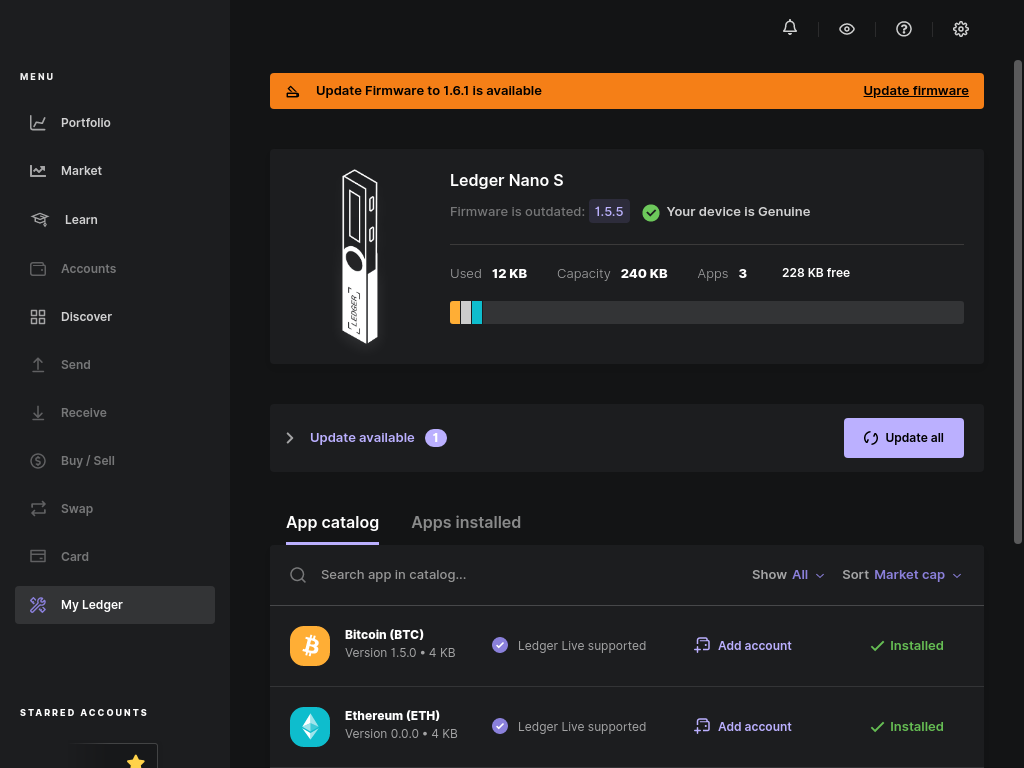 MENU
Portfolio
Market
Learn
Accounts
Discover
Send
Receive
Buy / Sell
Swap
Card
My Ledger
STARRED ACCOUNTS
Update Firmware to 1.6.1 is available
Update firmware
LEDGER
Ledger Nano S
Firmware is outdated: 1.5.5 Your device is Genuine
Used 12 KB Capacity 240 KB Apps 3 228 KB free
Update available 1
Update all
App catalog Apps installed
Search app in catalog...
Show All Sort Market cap
Bitcoin (BTC)
Version 1.5.0 • 4 KB
Ledger Live supported
Add account
Installed
Ethereum (ETH)
Version 0.0.0 • 4 KB
Ledger Live supported
Add account
Installed